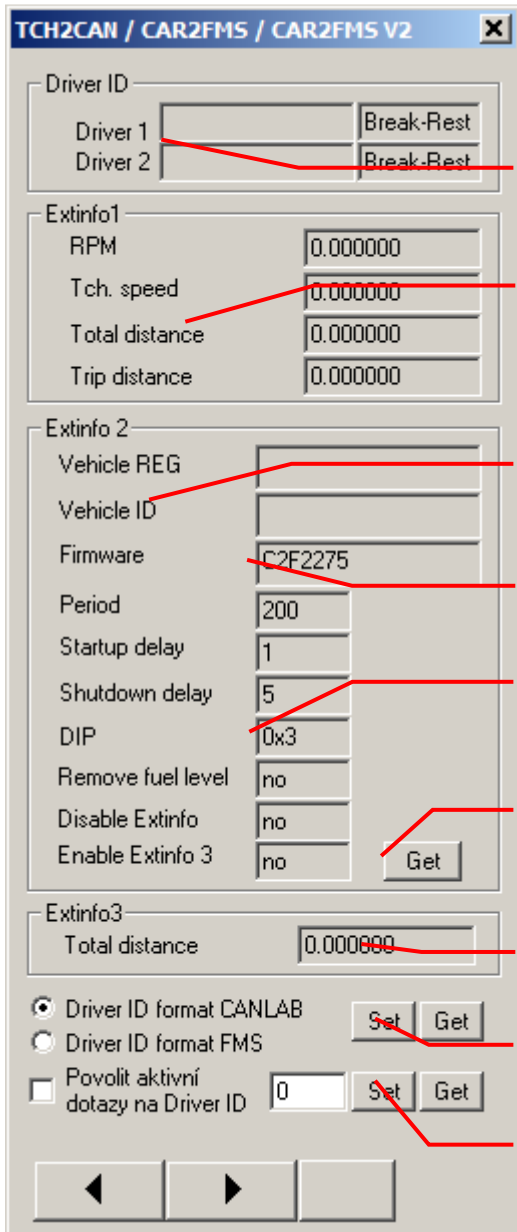 TCH2CAN / CAR2FMS / CAR2FMS V2
Driver ID
Driver 1 Break-Rest
Driver 2 Break-Rest
Extinfo1
RPM 0.000000
Tch. speed 0.000000
Total distance 0.000000
Trip distance 0.000000
Extinfo 2
Vehicle REG
Vehicle ID
Firmware C2F2275
Period 200
Startup delay 1
Shutdown delay 5
DIP 0x3
Remove fuel level no
Disable Extinfo no
Enable Extinfo 3 no Get
Extinfo3
Total distance 0.000000
Driver ID format CANLAB Set Get
Driver ID format FMS
Povolit aktivní
dotazy na Driver ID 0 Set Get